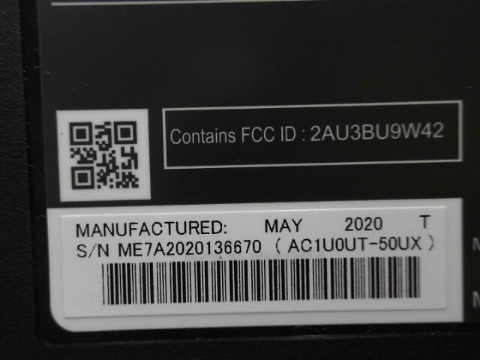 Contains FCC ID : 2AU3BU9W42
MANUFACTURED: MAY 2020 T
S/N ME7A2020136670 ( AC1U0UT-50UX )